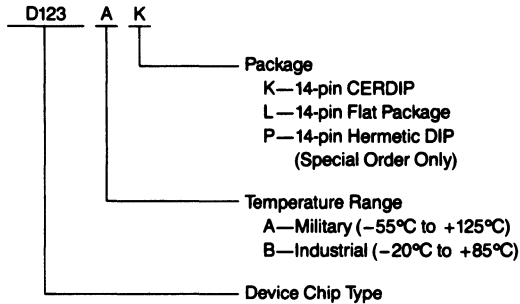 D123 A K
Package
K—14-pin CERDIP
L—14-pin Flat Package
P—14-pin Hermetic DIP
(Special Order Only)
Temperature Range
A—Military (−55°C to +125°C)
B—Industrial (−20°C to +85°C)
Device Chip Type